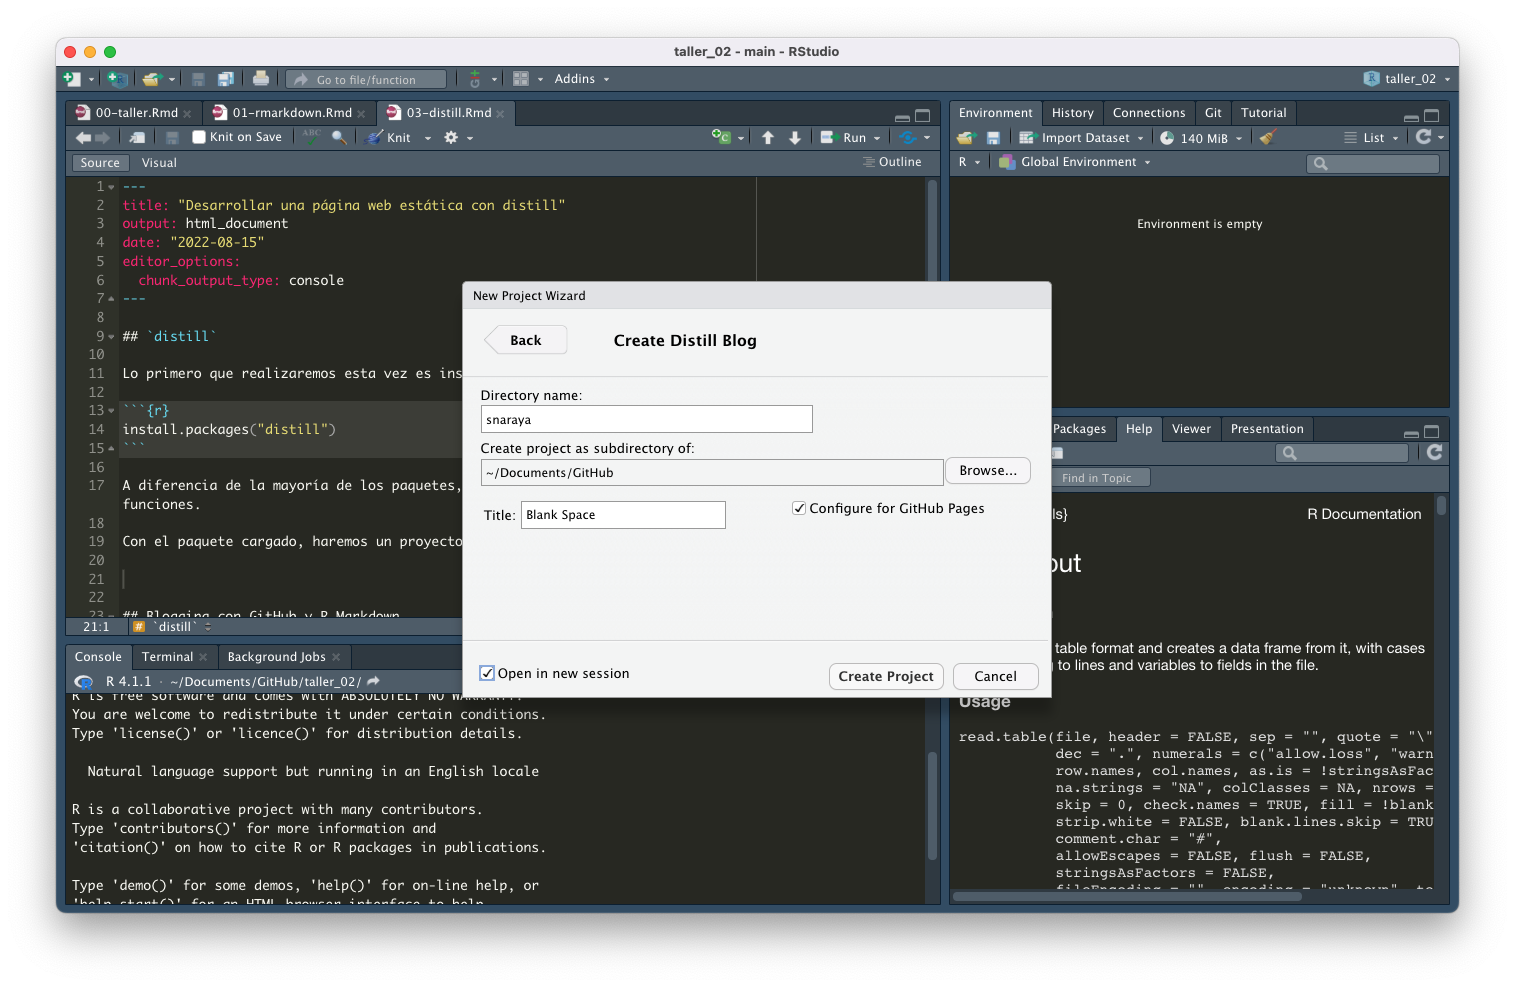 taller_02 - main - RStudio
Go to file/function
Addins
taller_02
00-taller.Rmd
01-rmarkdown.Rmd
03-distill.Rmd
Knit on Save
ABC
Knit
Run
Source
Visual
Outline
1 ---
2 title: "Desarrollar una página web estática con distill"
3 output: html_document
4 date: "2022-08-15"
5 editor_options:
6 chunk_output_type: console
7 ---
8
9 ## `distill`
10
11 Lo primero que realizaremos esta vez es ins
12
13 ```{r}
14 install.packages("distill")
15 ```
16
17 A diferencia de la mayoría de los paquetes,
funciones.
18
19 Con el paquete cargado, haremos un proyecto
20
21
22
23 ## Blogging con GitHub y R Markdown
21:1
# `distill`
Console
Terminal
Background Jobs
R 4.1.1 · ~/Documents/GitHub/taller_02/
R is free software and comes with ABSOLUTELY NO WARRANTY.
You are welcome to redistribute it under certain conditions.
Type 'license()' or 'licence()' for distribution details.
Natural language support but running in an English locale
R is a collaborative project with many contributors.
Type 'contributors()' for more information and
'citation()' on how to cite R or R packages in publications.
Type 'demo()' for some demos, 'help()' for on-line help, or
'help.start()' for an HTML browser interface to help.
New Project Wizard
Back
Create Distill Blog
Directory name:
snaraya
Create project as subdirectory of:
~/Documents/GitHub
Browse...
Title:
Blank Space
Configure for GitHub Pages
Open in new session
Create Project
Cancel
Environment
History
Connections
Git
Tutorial
Import Dataset
140 MiB
List
R
Global Environment
Environment is empty
Packages
Help
Viewer
Presentation
Find in Topic
ls}
R Documentation
out
table format and creates a data frame from it, with cases
to lines and variables to fields in the file.
Usage
read.table(file, header = FALSE, sep = "", quote = "\"
dec = ".", numerals = c("allow.loss", "warn
row.names, col.names, as.is = !stringsAsFac
na.strings = "NA", colClasses = NA, nrows =
skip = 0, check.names = TRUE, fill = !blank
strip.white = FALSE, blank.lines.skip = TRU
comment.char = "#",
allowEscapes = FALSE, flush = FALSE,
stringsAsFactors = FALSE,
fileEncoding = "", encoding = "unknown", te